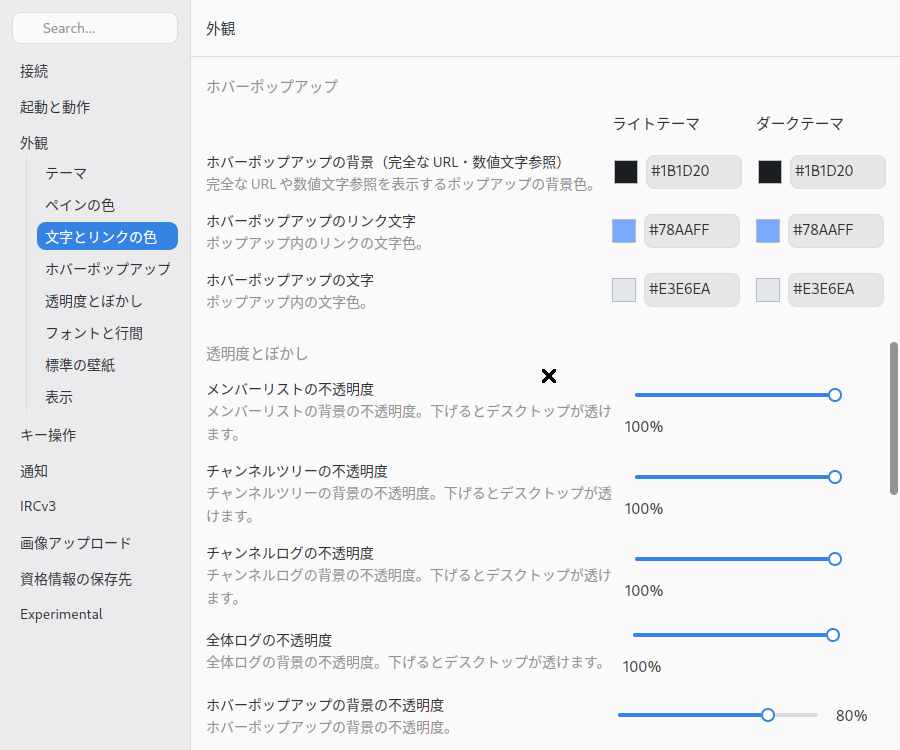 Search...
接続
起動と動作
外観
テーマ
ペインの色
文字とリンクの色
ホバーポップアップ
透明度とぼかし
フォントと行間
標準の壁紙
表示
キー操作
通知
IRCv3
画像アップロード
資格情報の保存先
Experimental
外観
ホバーポップアップ
ライトテーマ ダークテーマ
ホバーポップアップの背景（完全な URL・数値文字参照） #1B1D20 #1B1D20
完全な URL や数値文字参照を表示するポップアップの背景色。
ホバーポップアップのリンク文字 #78AAFF #78AAFF
ポップアップ内のリンクの文字色。
ホバーポップアップの文字 #E3E6EA #E3E6EA
ポップアップ内の文字色。
透明度とぼかし
メンバーリストの不透明度
メンバーリストの背景の不透明度。下げるとデスクトップが透け
ます。
100%
チャンネルツリーの不透明度
チャンネルツリーの背景の不透明度。下げるとデスクトップが透
けます。
100%
チャンネルログの不透明度
チャンネルログの背景の不透明度。下げるとデスクトップが透け
ます。
100%
全体ログの不透明度
全体ログの背景の不透明度。下げるとデスクトップが透けます。
100%
ホバーポップアップの背景の不透明度
ホバーポップアップの背景の不透明度。
80%